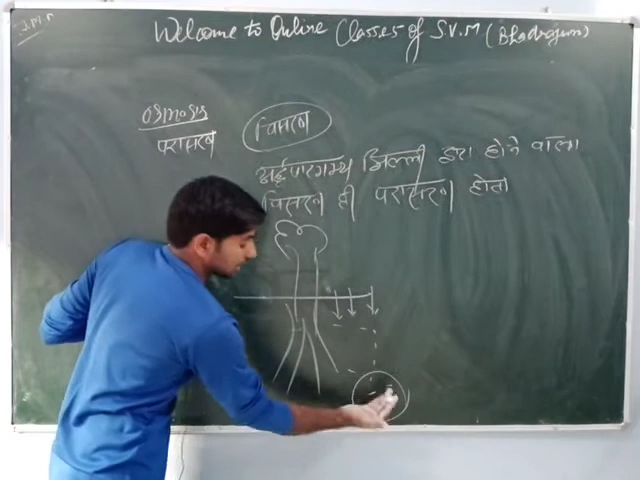 Welcome to Online Classes of S.V.M (Bhadrajun)
osmosis
परासरण
विसरण
अर्द्धपारगम्य झिल्ली द्वारा होने वाला
विसरण ही परासरण होता